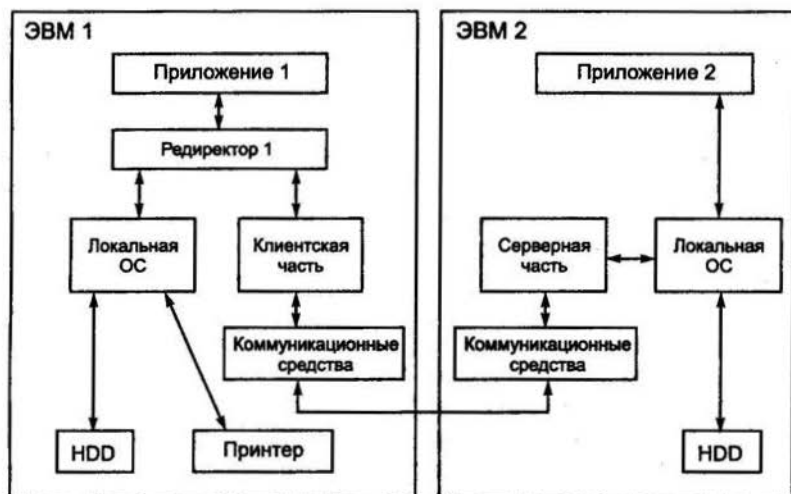 ЭВМ 1
Приложение 1
Редиректор 1
Локальная
ОС
Клиентская
часть
Коммуникационные
средства
HDD
Принтер
ЭВМ 2
Приложение 2
Серверная
часть
Локальная
ОС
Коммуникационные
средства
HDD